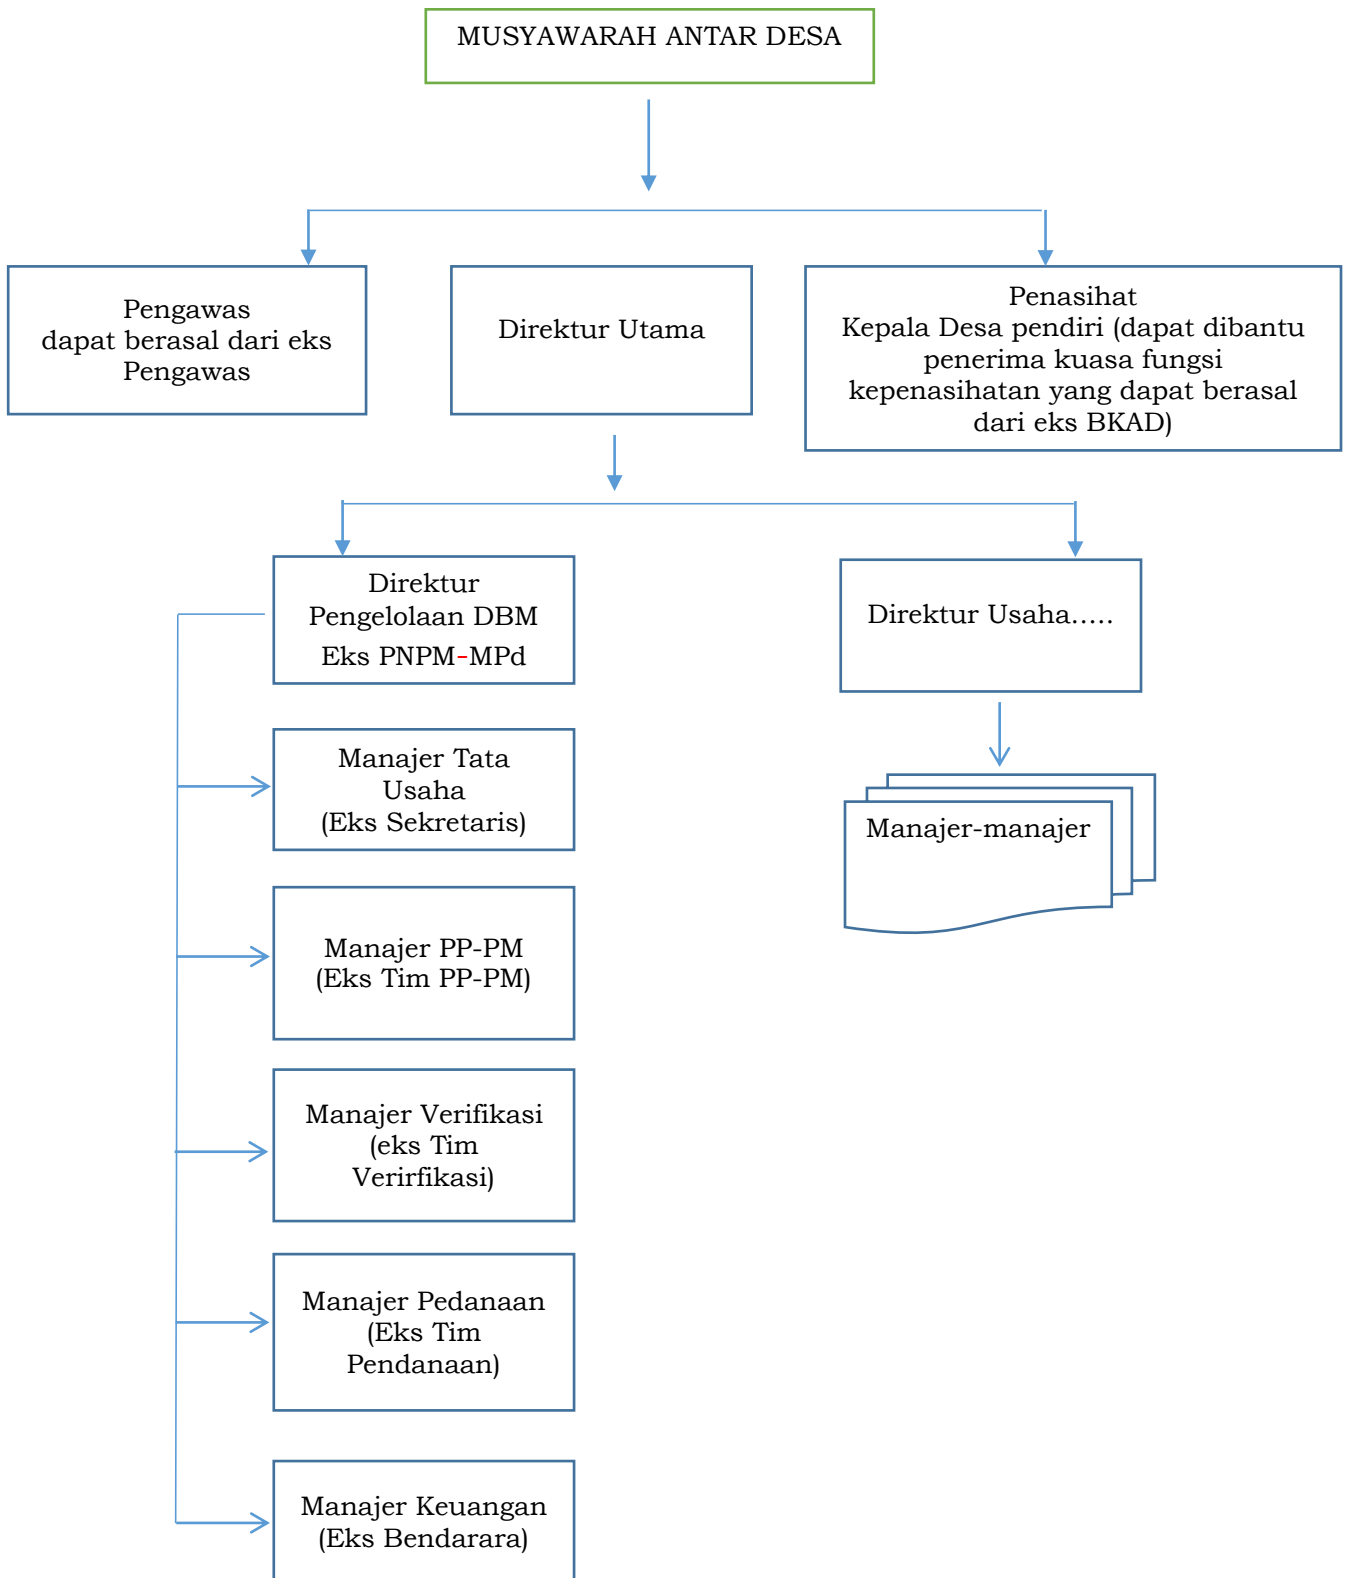 MUSYAWARAH ANTAR DESA
Pengawas
dapat berasal dari eks
Pengawas
Direktur Utama
Penasihat
Kepala Desa pendiri (dapat dibantu
penerima kuasa fungsi
kepenasihatan yang dapat berasal
dari eks BKAD)
Direktur
Pengelolaan DBM
Eks PNPM-MPd
Direktur Usaha.....
Manajer Tata
Usaha
(Eks Sekretaris)
Manajer-manajer
Manajer PP-PM
(Eks Tim PP-PM)
Manajer Verifikasi
(eks Tim
Verirfikasi)
Manajer Pedanaan
(Eks Tim
Pendanaan)
Manajer Keuangan
(Eks Bendarara)